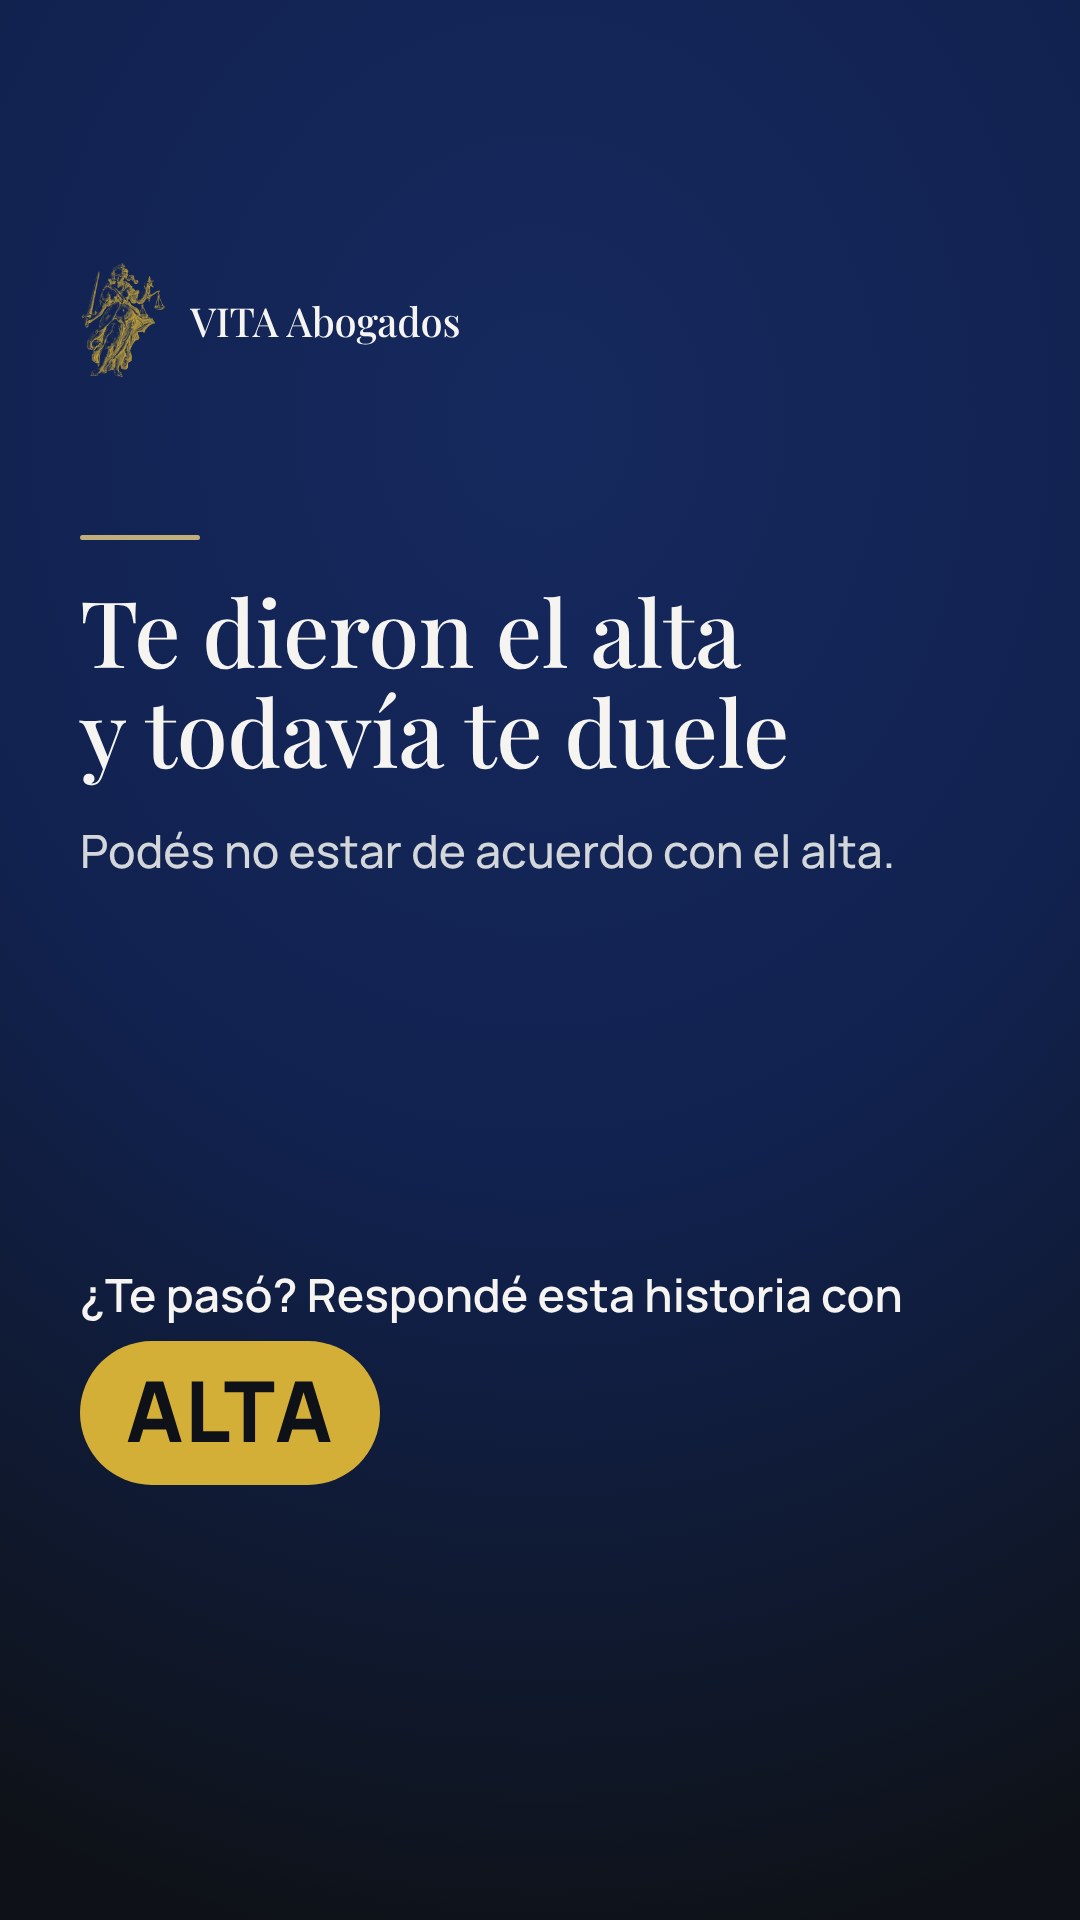 VITA Abogados
Te dieron el alta
y todavía te duele
Podés no estar de acuerdo con el alta.
¿Te pasó? Respondé esta historia con
ALTA